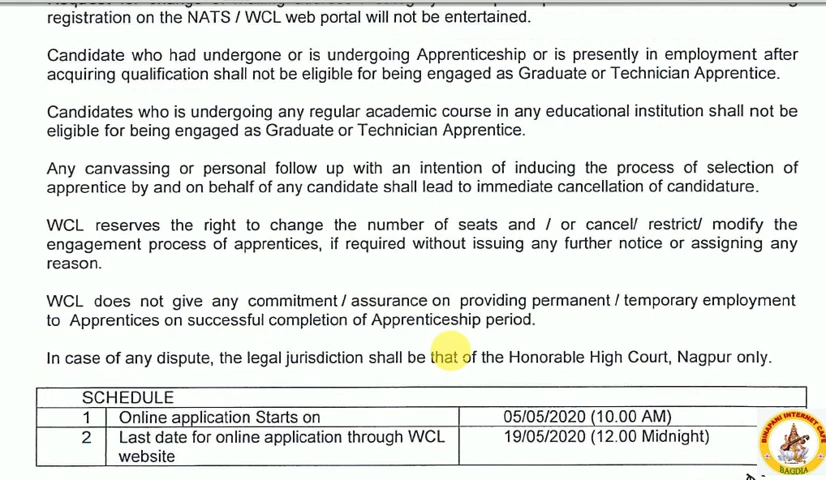 registration on the NATS / WCL web portal will not be entertained.
Candidate who had undergone or is undergoing Apprenticeship or is presently in employment after
acquiring qualification shall not be eligible for being engaged as Graduate or Technician Apprentice.
Candidates who is undergoing any regular academic course in any educational institution shall not be
eligible for being engaged as Graduate or Technician Apprentice.
Any canvassing or personal follow up with an intention of inducing the process of selection of
apprentice by and on behalf of any candidate shall lead to immediate cancellation of candidature.
WCL reserves the right to change the number of seats and / or cancel/ restrict/ modify the
engagement process of apprentices, if required without issuing any further notice or assigning any
reason.
WCL does not give any commitment / assurance on providing permanent / temporary employment
to Apprentices on successful completion of Apprenticeship period.
In case of any dispute, the legal jurisdiction shall be that of the Honorable High Court, Nagpur only.
SCHEDULE
1 Online application Starts on 05/05/2020 (10.00 AM)
2 Last date for online application through WCL 19/05/2020 (12.00 Midnight)
website
BINAPANI INTERNET CAFE
BAGDIA